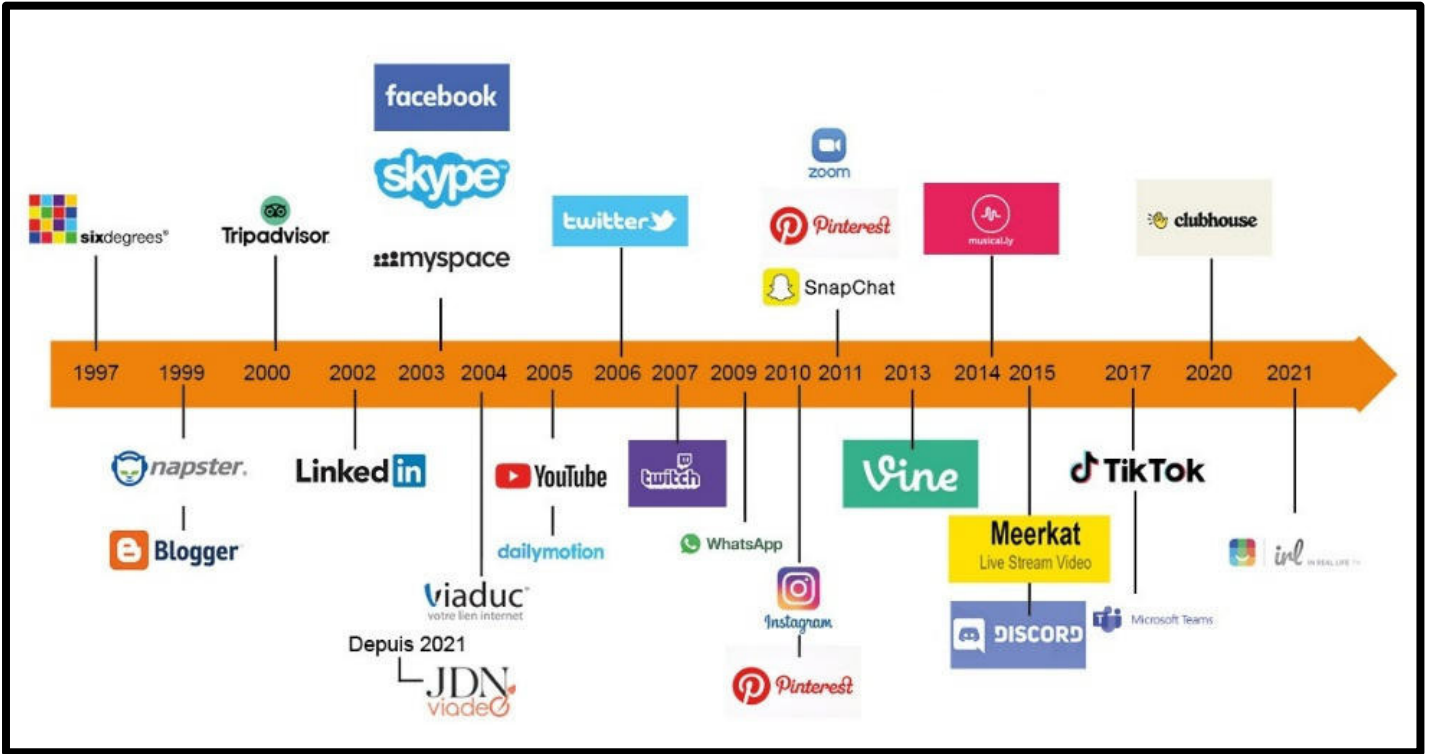 facebook
skype
zoom
sixdegrees®
Tripadvisor
myspace
twitter
Pinterest
SnapChat
musical.ly
clubhouse
1997 1999 2000 2002 2003 2004 2005 2006 2007 2009 2010 2011 2013 2014 2015 2017 2020 2021
napster.
Blogger
Linked in
YouTube
dailymotion
twitch
WhatsApp
Vine
TikTok
Meerkat
Live Stream Video
DISCORD
Microsoft Teams
irl IN REAL LIFE
viaduc
votre lien internet
Depuis 2021
JDN
viadeo
Instagram
Pinterest